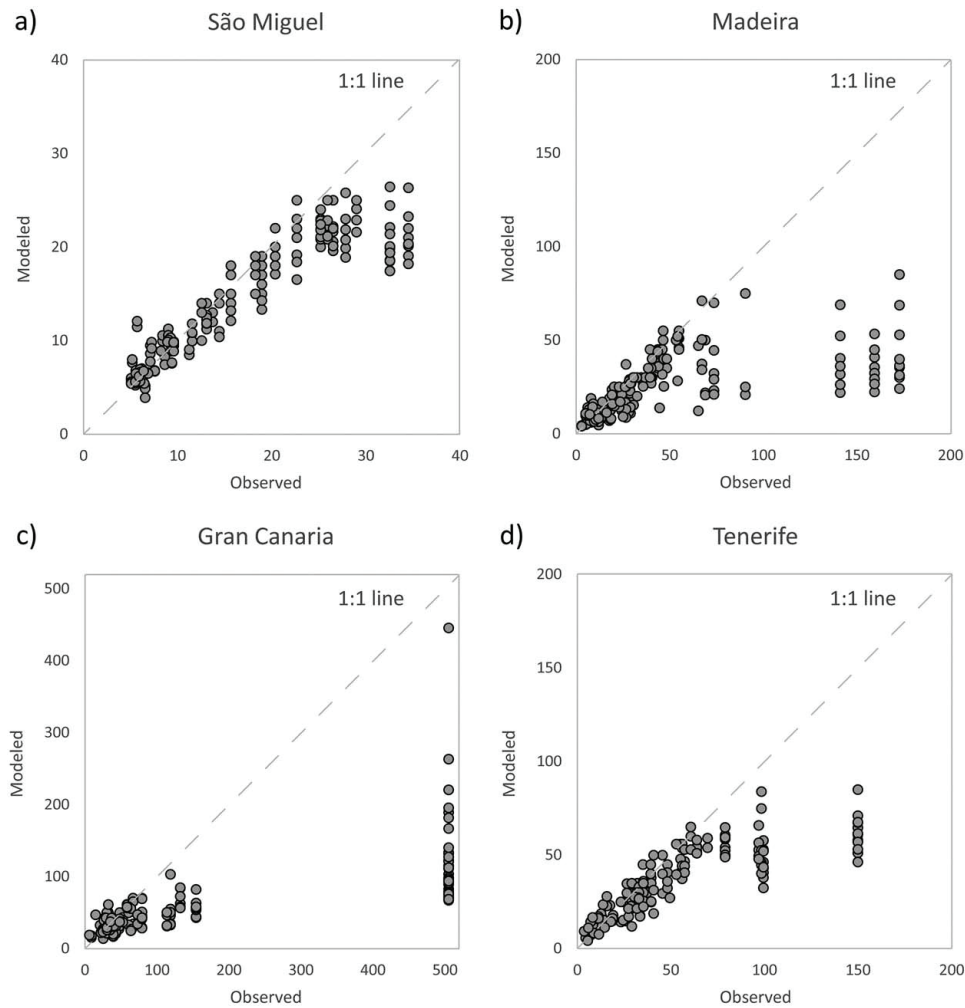 a)
São Miguel
40
30
20
10
0
0
10
20
30
40
Modeled
Observed
1:1 line
b)
Madeira
200
150
100
50
0
0
50
100
150
200
Modeled
Observed
1:1 line
c)
Gran Canaria
500
400
300
200
100
0
0
100
200
300
400
500
Modeled
Observed
1:1 line
d)
Tenerife
200
150
100
50
0
0
50
100
150
200
Modeled
Observed
1:1 line